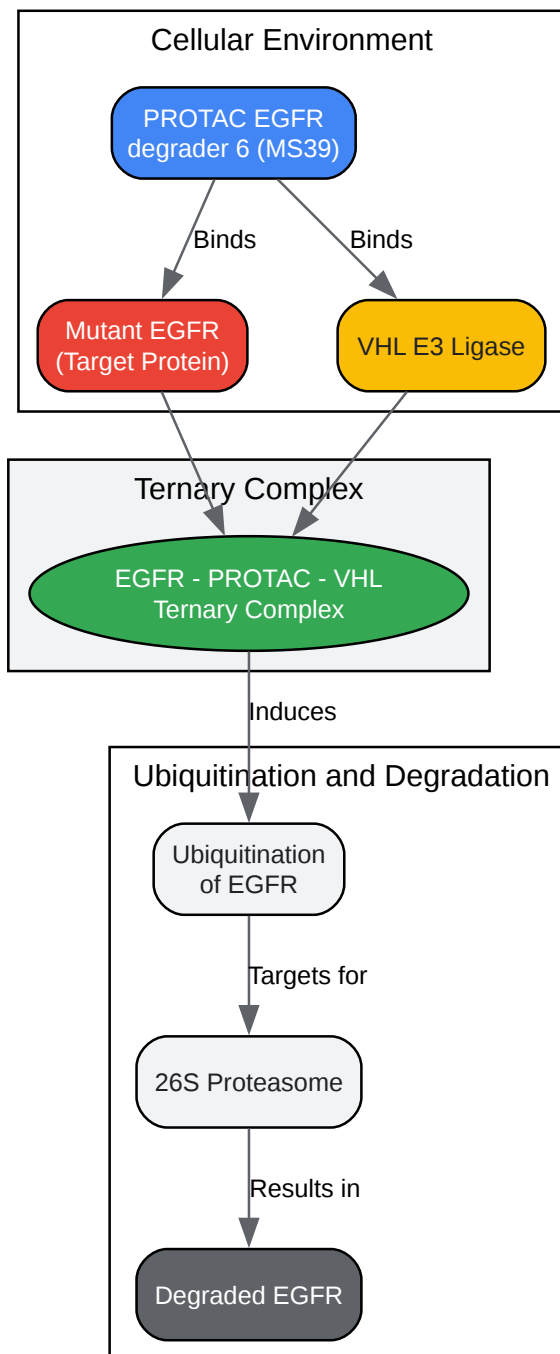 Cellular Environment
PROTAC EGFR
degrader 6 (MS39)
Binds
Binds
Mutant EGFR
(Target Protein)
VHL E3 Ligase
Ternary Complex
EGFR - PROTAC - VHL
Ternary Complex
Induces
Ubiquitination and Degradation
Ubiquitination
of EGFR
Targets for
26S Proteasome
Results in
Degraded EGFR